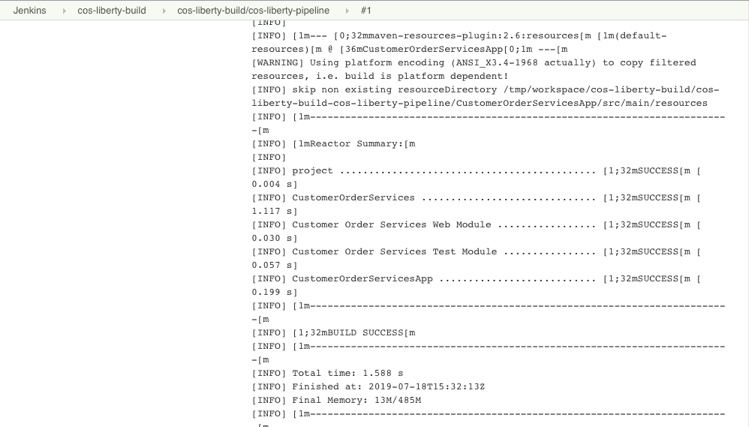 Jenkins › cos-liberty-build › cos-liberty-build/cos-liberty-pipeline › #1
[INFO]
[INFO] [1m--- [0;32mmaven-resources-plugin:2.6:resources[m [1m(default-
resources)[m @ [36mCustomerOrderServicesApp[0;1m ---[m
[WARNING] Using platform encoding (ANSI_X3.4-1968 actually) to copy filtered
resources, i.e. build is platform dependent!
[INFO] skip non existing resourceDirectory /tmp/workspace/cos-liberty-build/cos-
liberty-build-cos-liberty-pipeline/CustomerOrderServicesApp/src/main/resources
[INFO] [1m-----------------------------------------------------------------------
-[m
[INFO] [1mReactor Summary:[m
[INFO]
[INFO] project ............................................ [1;32mSUCCESS[m [
0.004 s]
[INFO] CustomerOrderServices .............................. [1;32mSUCCESS[m [
1.117 s]
[INFO] Customer Order Services Web Module ................. [1;32mSUCCESS[m [
0.030 s]
[INFO] Customer Order Services Test Module ................ [1;32mSUCCESS[m [
0.057 s]
[INFO] CustomerOrderServicesApp ........................... [1;32mSUCCESS[m [
0.199 s]
[INFO] [1m-----------------------------------------------------------------------
-[m
[INFO] [1;32mBUILD SUCCESS[m
[INFO] [1m-----------------------------------------------------------------------
-[m
[INFO] Total time: 1.588 s
[INFO] Finished at: 2019-07-18T15:32:13Z
[INFO] Final Memory: 13M/485M
[INFO] [1m-----------------------------------------------------------------------
-[m